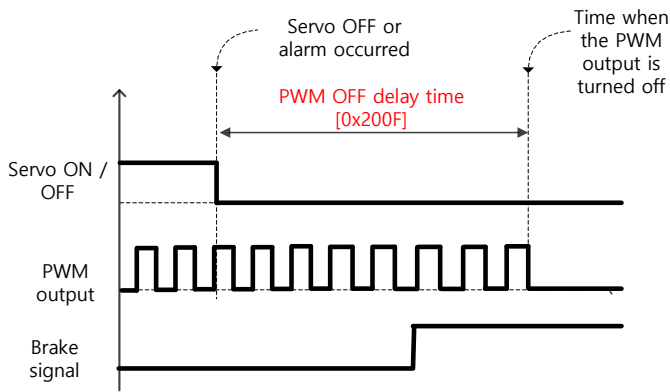 Servo OFF or
alarm occurred
Time when
the PWM
output is
turned off
PWM OFF delay time
[0x200F]
Servo ON /
OFF
PWM
output
Brake
signal